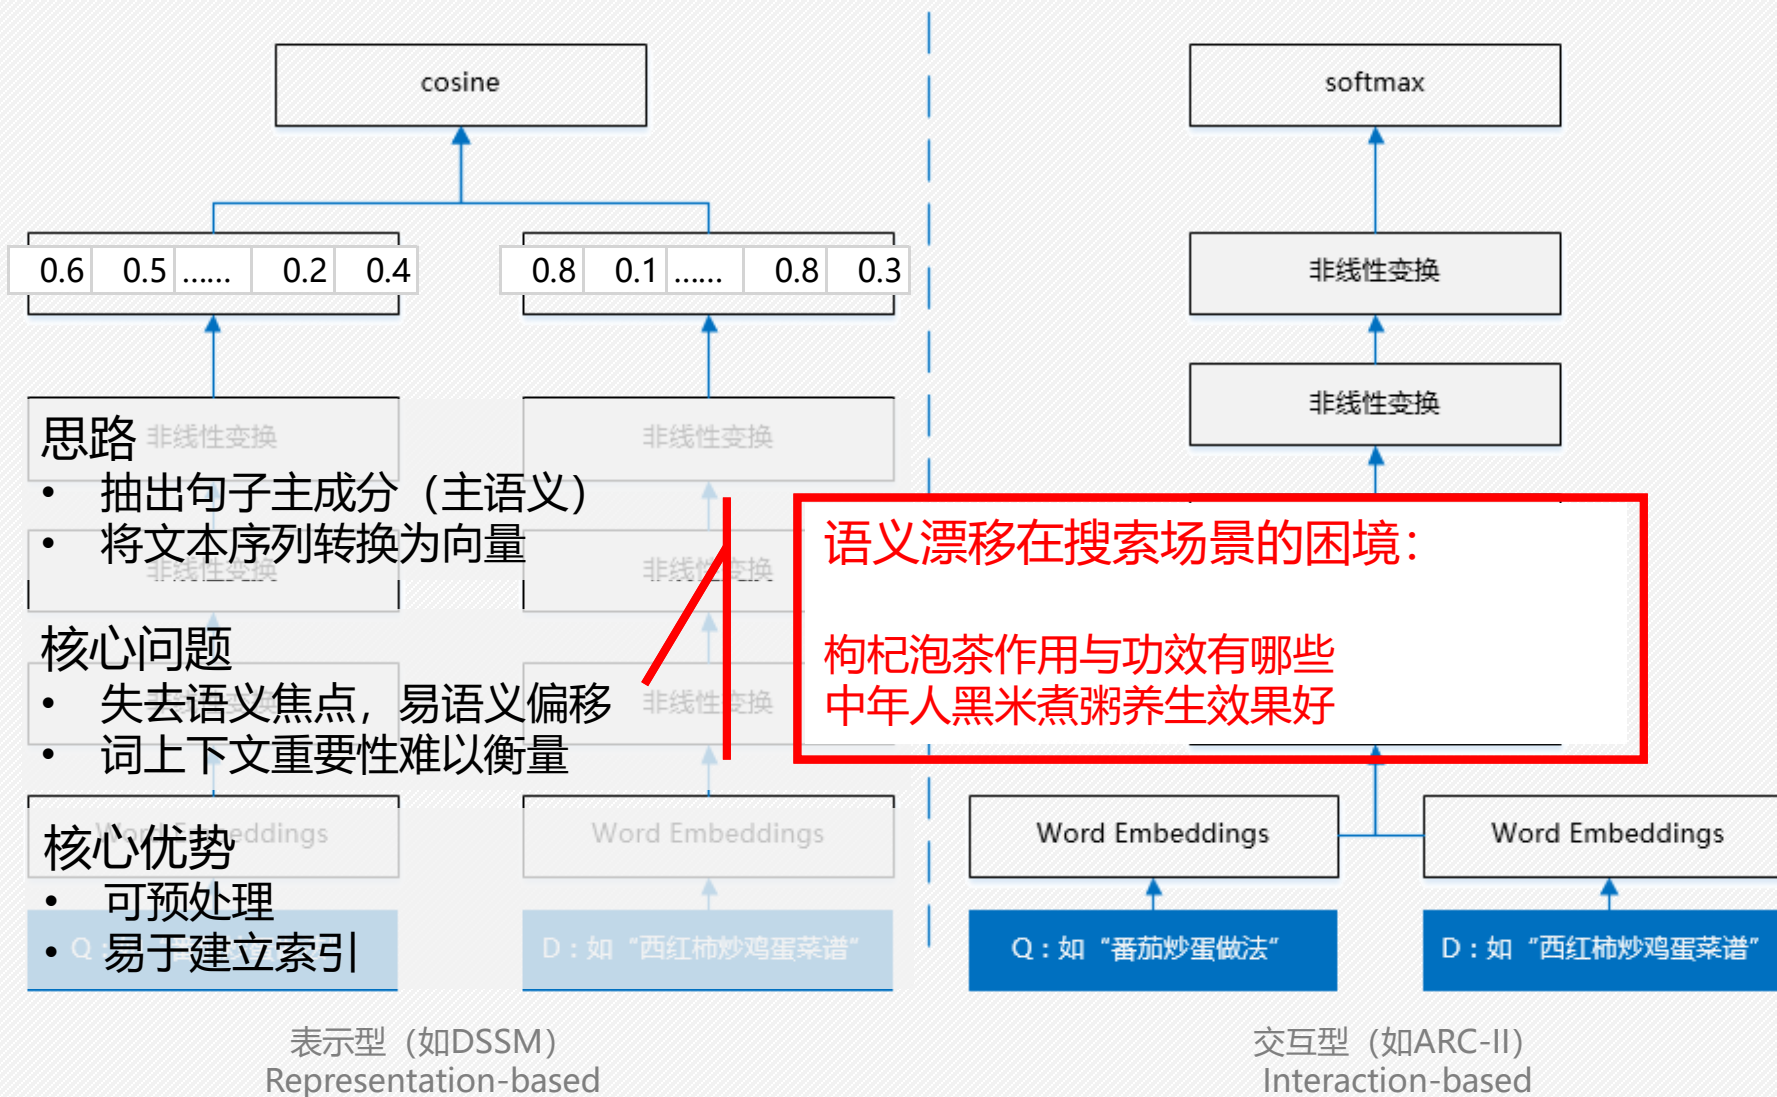 cosine
0.6 0.5 ...... 0.2 0.4
0.8 0.1 ...... 0.8 0.3
非线性变换
非线性变换
思路
• 抽出句子主成分（主语义）
• 将文本序列转换为向量
非线性变换
非线性变换
核心问题
• 失去语义焦点，易语义偏移
• 词上下文重要性难以衡量
非线性变换
核心优势
• 可预处理
• 易于建立索引
Word Embeddings
Word Embeddings
D：如“西红柿炒鸡蛋菜谱”
表示型（如DSSM）
Representation-based
softmax
非线性变换
非线性变换
语义漂移在搜索场景的困境：
枸杞泡茶作用与功效有哪些
中年人黑米煮粥养生效果好
Word Embeddings
Word Embeddings
Q：如“番茄炒蛋做法”
D：如“西红柿炒鸡蛋菜谱”
交互型（如ARC-II）
Interaction-based